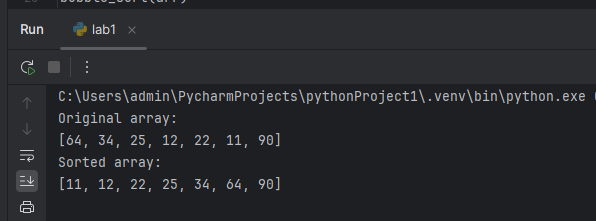 Run lab1
C:\Users\admin\PycharmProjects\pythonProject1\.venv\bin\python.exe
Original array:
[64, 34, 25, 12, 22, 11, 90]
Sorted array:
[11, 12, 22, 25, 34, 64, 90]